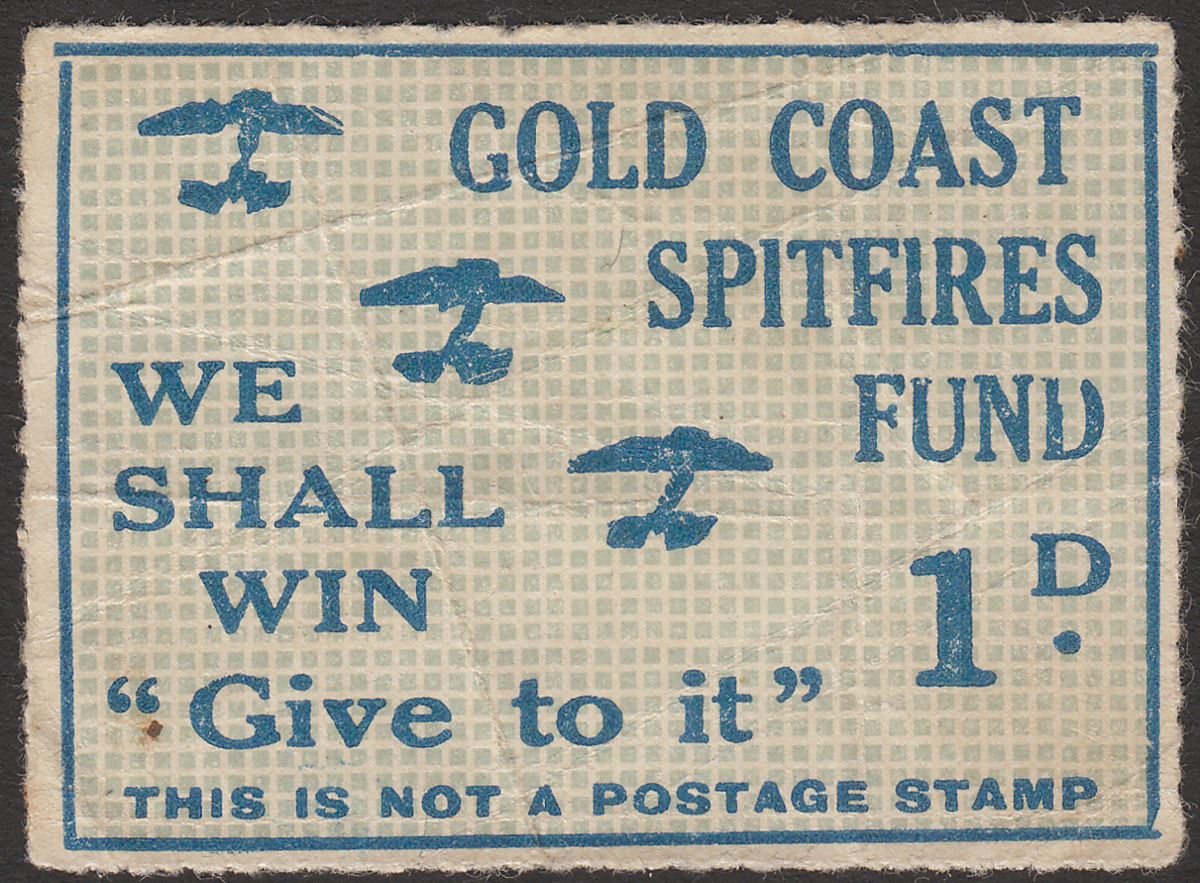 GOLD COAST
SPITFIRES
FUND
WE
SHALL
WIN
1D.
“Give to it”
THIS IS NOT A POSTAGE STAMP